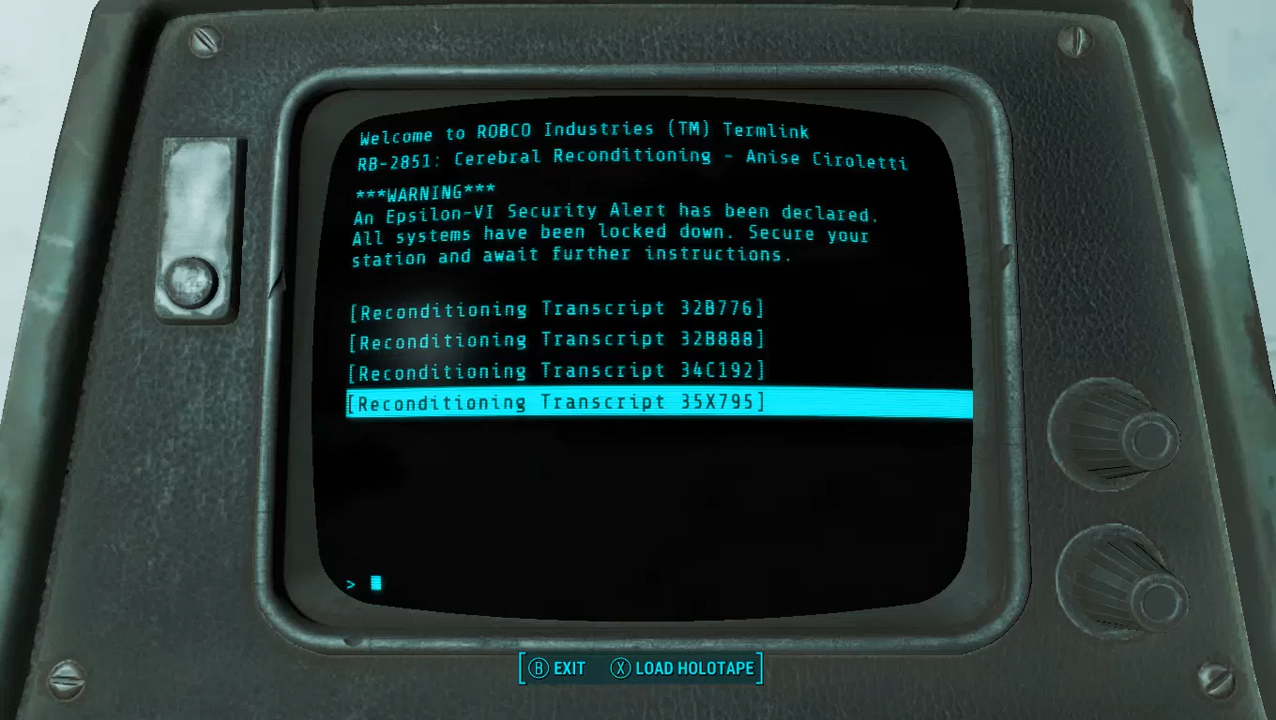 Welcome to ROBCO Industries (TM) Termlink
RB-2851: Cerebral Reconditioning - Anise Ciroletti
***WARNING***
An Epsilon-VI Security Alert has been declared.
All systems have been locked down. Secure your
station and await further instructions.
[Reconditioning Transcript 32B776]
[Reconditioning Transcript 32B888]
[Reconditioning Transcript 34C192]
[Reconditioning Transcript 35X795]
>
[Ⓑ EXIT Ⓧ LOAD HOLOTAPE]